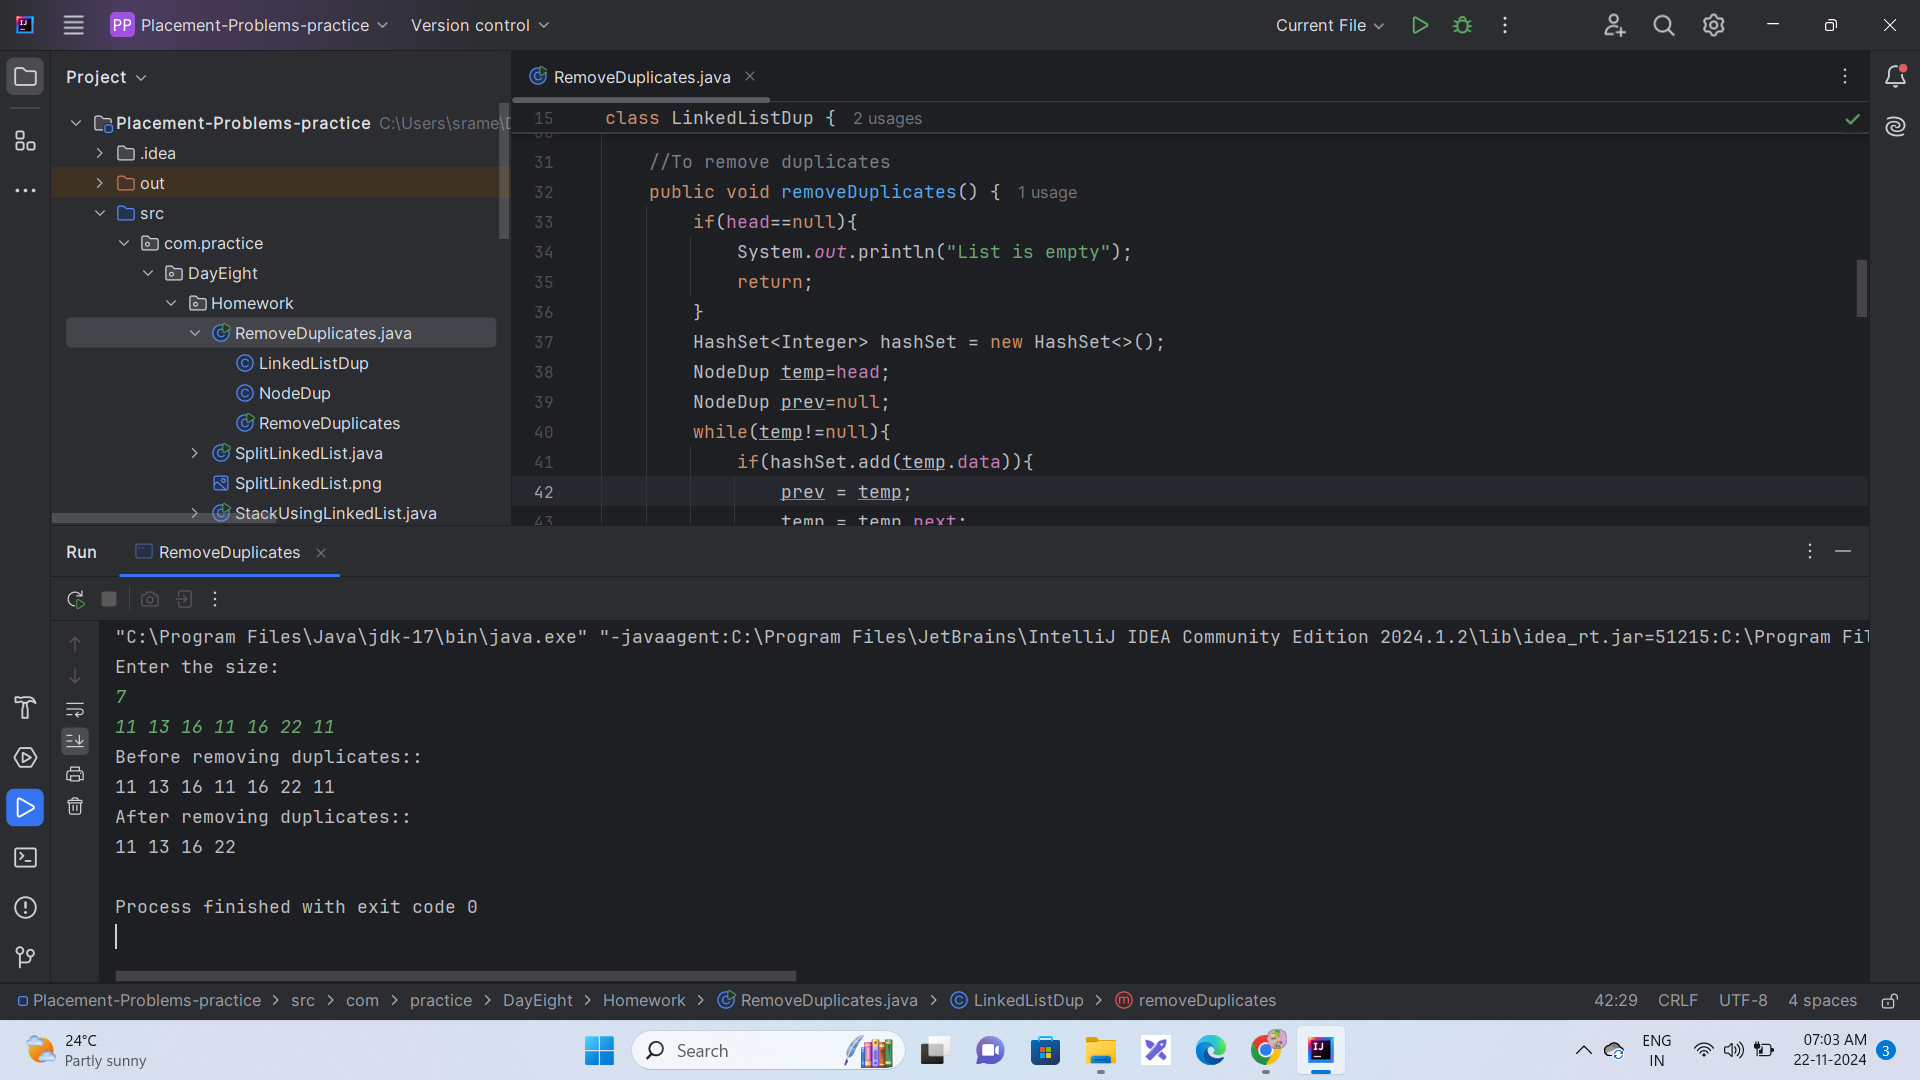 PP Placement-Problems-practice Version control Current File
Project
RemoveDuplicates.java
Placement-Problems-practice C:\Users\srame\
.idea
out
src
com.practice
DayEight
Homework
RemoveDuplicates.java
LinkedListDup
NodeDup
RemoveDuplicates
SplitLinkedList.java
SplitLinkedList.png
StackUsingLinkedList.java
15 class LinkedListDup { 2 usages
31 //To remove duplicates
32 public void removeDuplicates() { 1 usage
33 if(head==null){
34 System.out.println("List is empty");
35 return;
36 }
37 HashSet<Integer> hashSet = new HashSet<>();
38 NodeDup temp=head;
39 NodeDup prev=null;
40 while(temp!=null){
41 if(hashSet.add(temp.data)){
42 prev = temp;
43 temp = temp.next;
Run RemoveDuplicates
"C:\Program Files\Java\jdk-17\bin\java.exe" "-javaagent:C:\Program Files\JetBrains\IntelliJ IDEA Community Edition 2024.1.2\lib\idea_rt.jar=51215:C:\Program Fil
Enter the size:
7
11 13 16 11 16 22 11
Before removing duplicates::
11 13 16 11 16 22 11
After removing duplicates::
11 13 16 22
Process finished with exit code 0
Placement-Problems-practice > src > com > practice > DayEight > Homework > RemoveDuplicates.java > LinkedListDup > removeDuplicates 42:29 CRLF UTF-8 4 spaces
24°C
Partly sunny
Search
ENG
IN
07:03 AM
22-11-2024
3